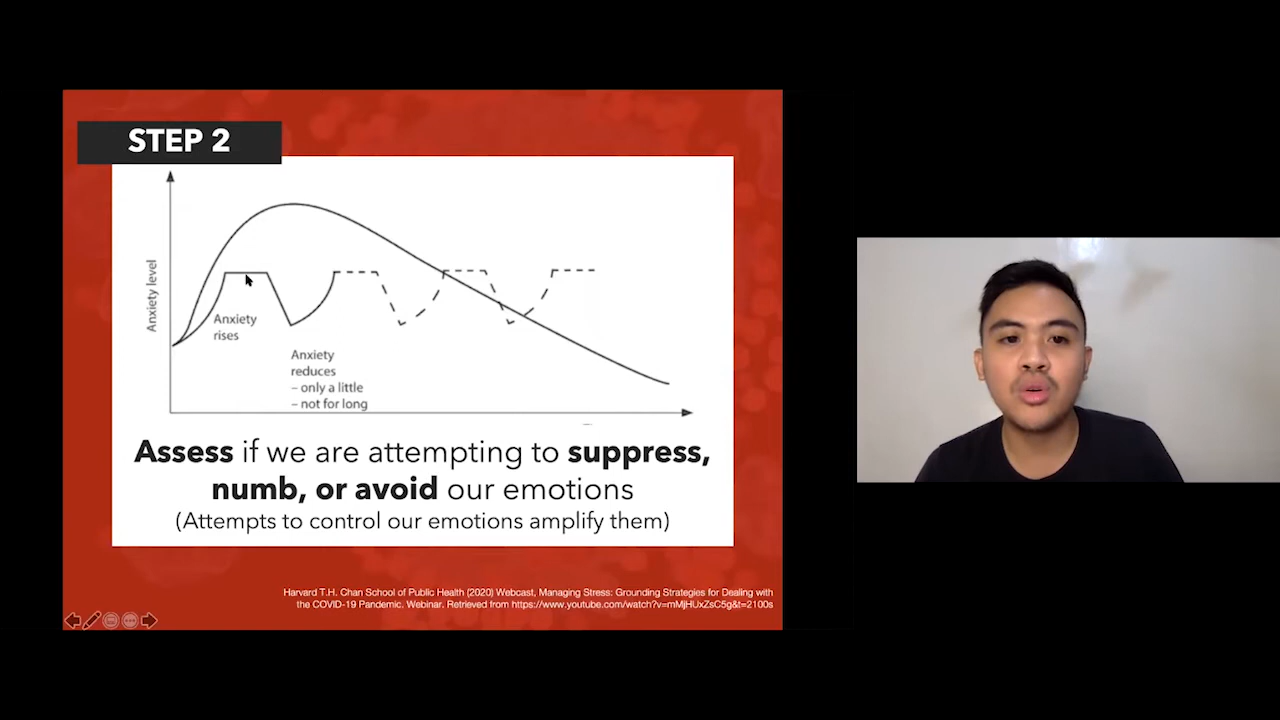 STEP 2
Anxiety level
Anxiety
rises
Anxiety
reduces
– only a little
– not for long
Assess if we are attempting to suppress,
numb, or avoid our emotions
(Attempts to control our emotions amplify them)
Harvard T.H. Chan School of Public Health (2020) Webcast, Managing Stress: Grounding Strategies for Dealing with
the COVID-19 Pandemic. Webinar. Retrieved from https://www.youtube.com/watch?v=mMjHUxZsC5g&t=2100s